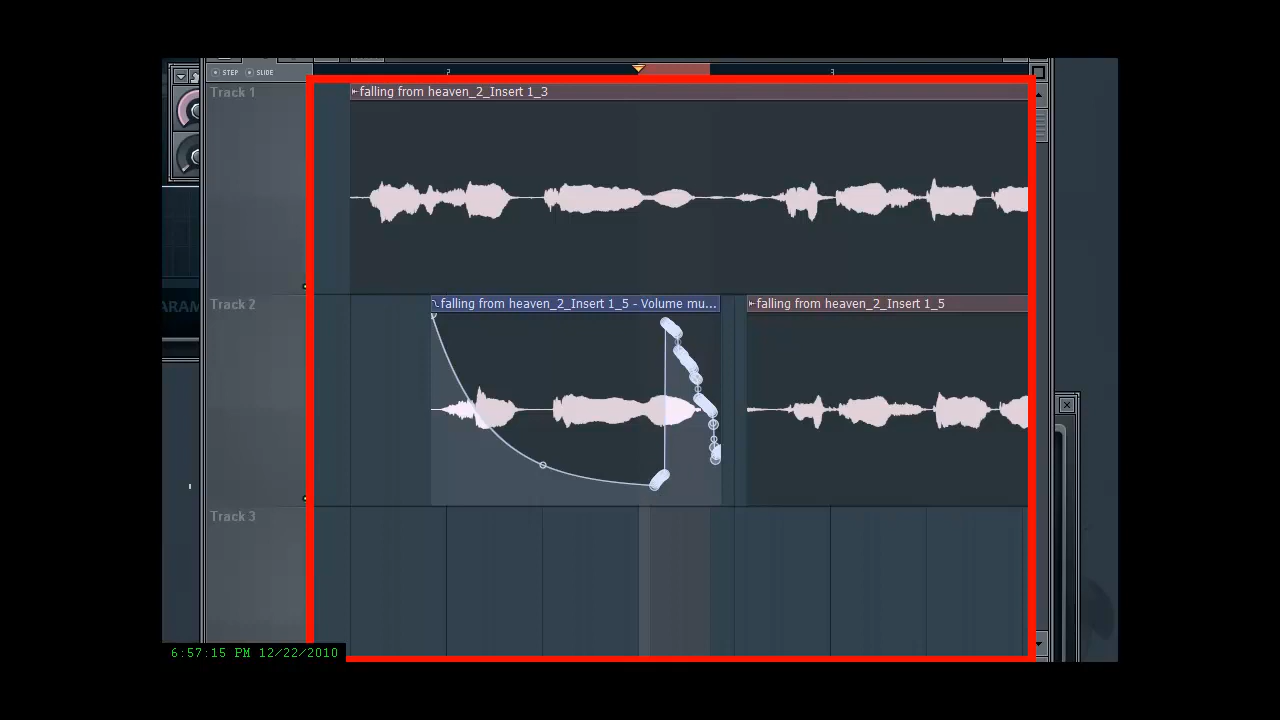 STEP SLIDE
2 3
Track 1
falling from heaven_2_Insert 1_3
Track 2
falling from heaven_2_Insert 1_5 - Volume mu...
falling from heaven_2_Insert 1_5
Track 3
6:57:15 PM 12/22/2010